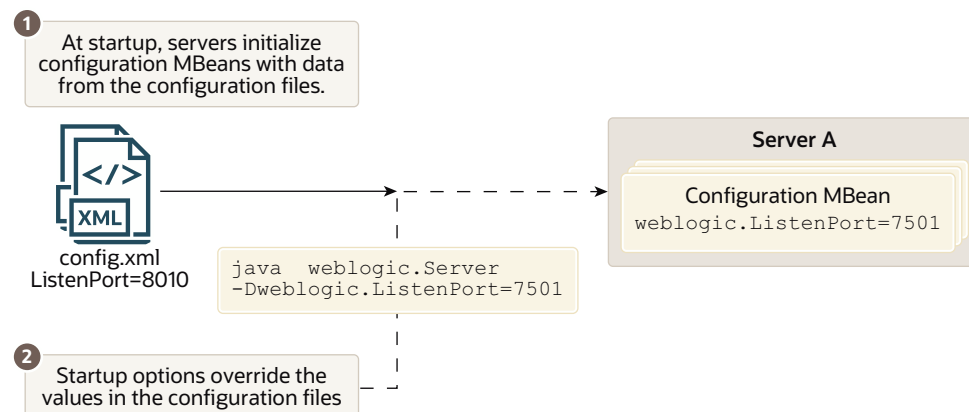 1
At startup, servers initialize
configuration MBeans with data
from the configuration files.
</>
XML
config.xml
ListenPort=8010
java  weblogic.Server
-Dweblogic.ListenPort=7501
Server A
Configuration MBean
weblogic.ListenPort=7501
2
Startup options override the
values in the configuration files